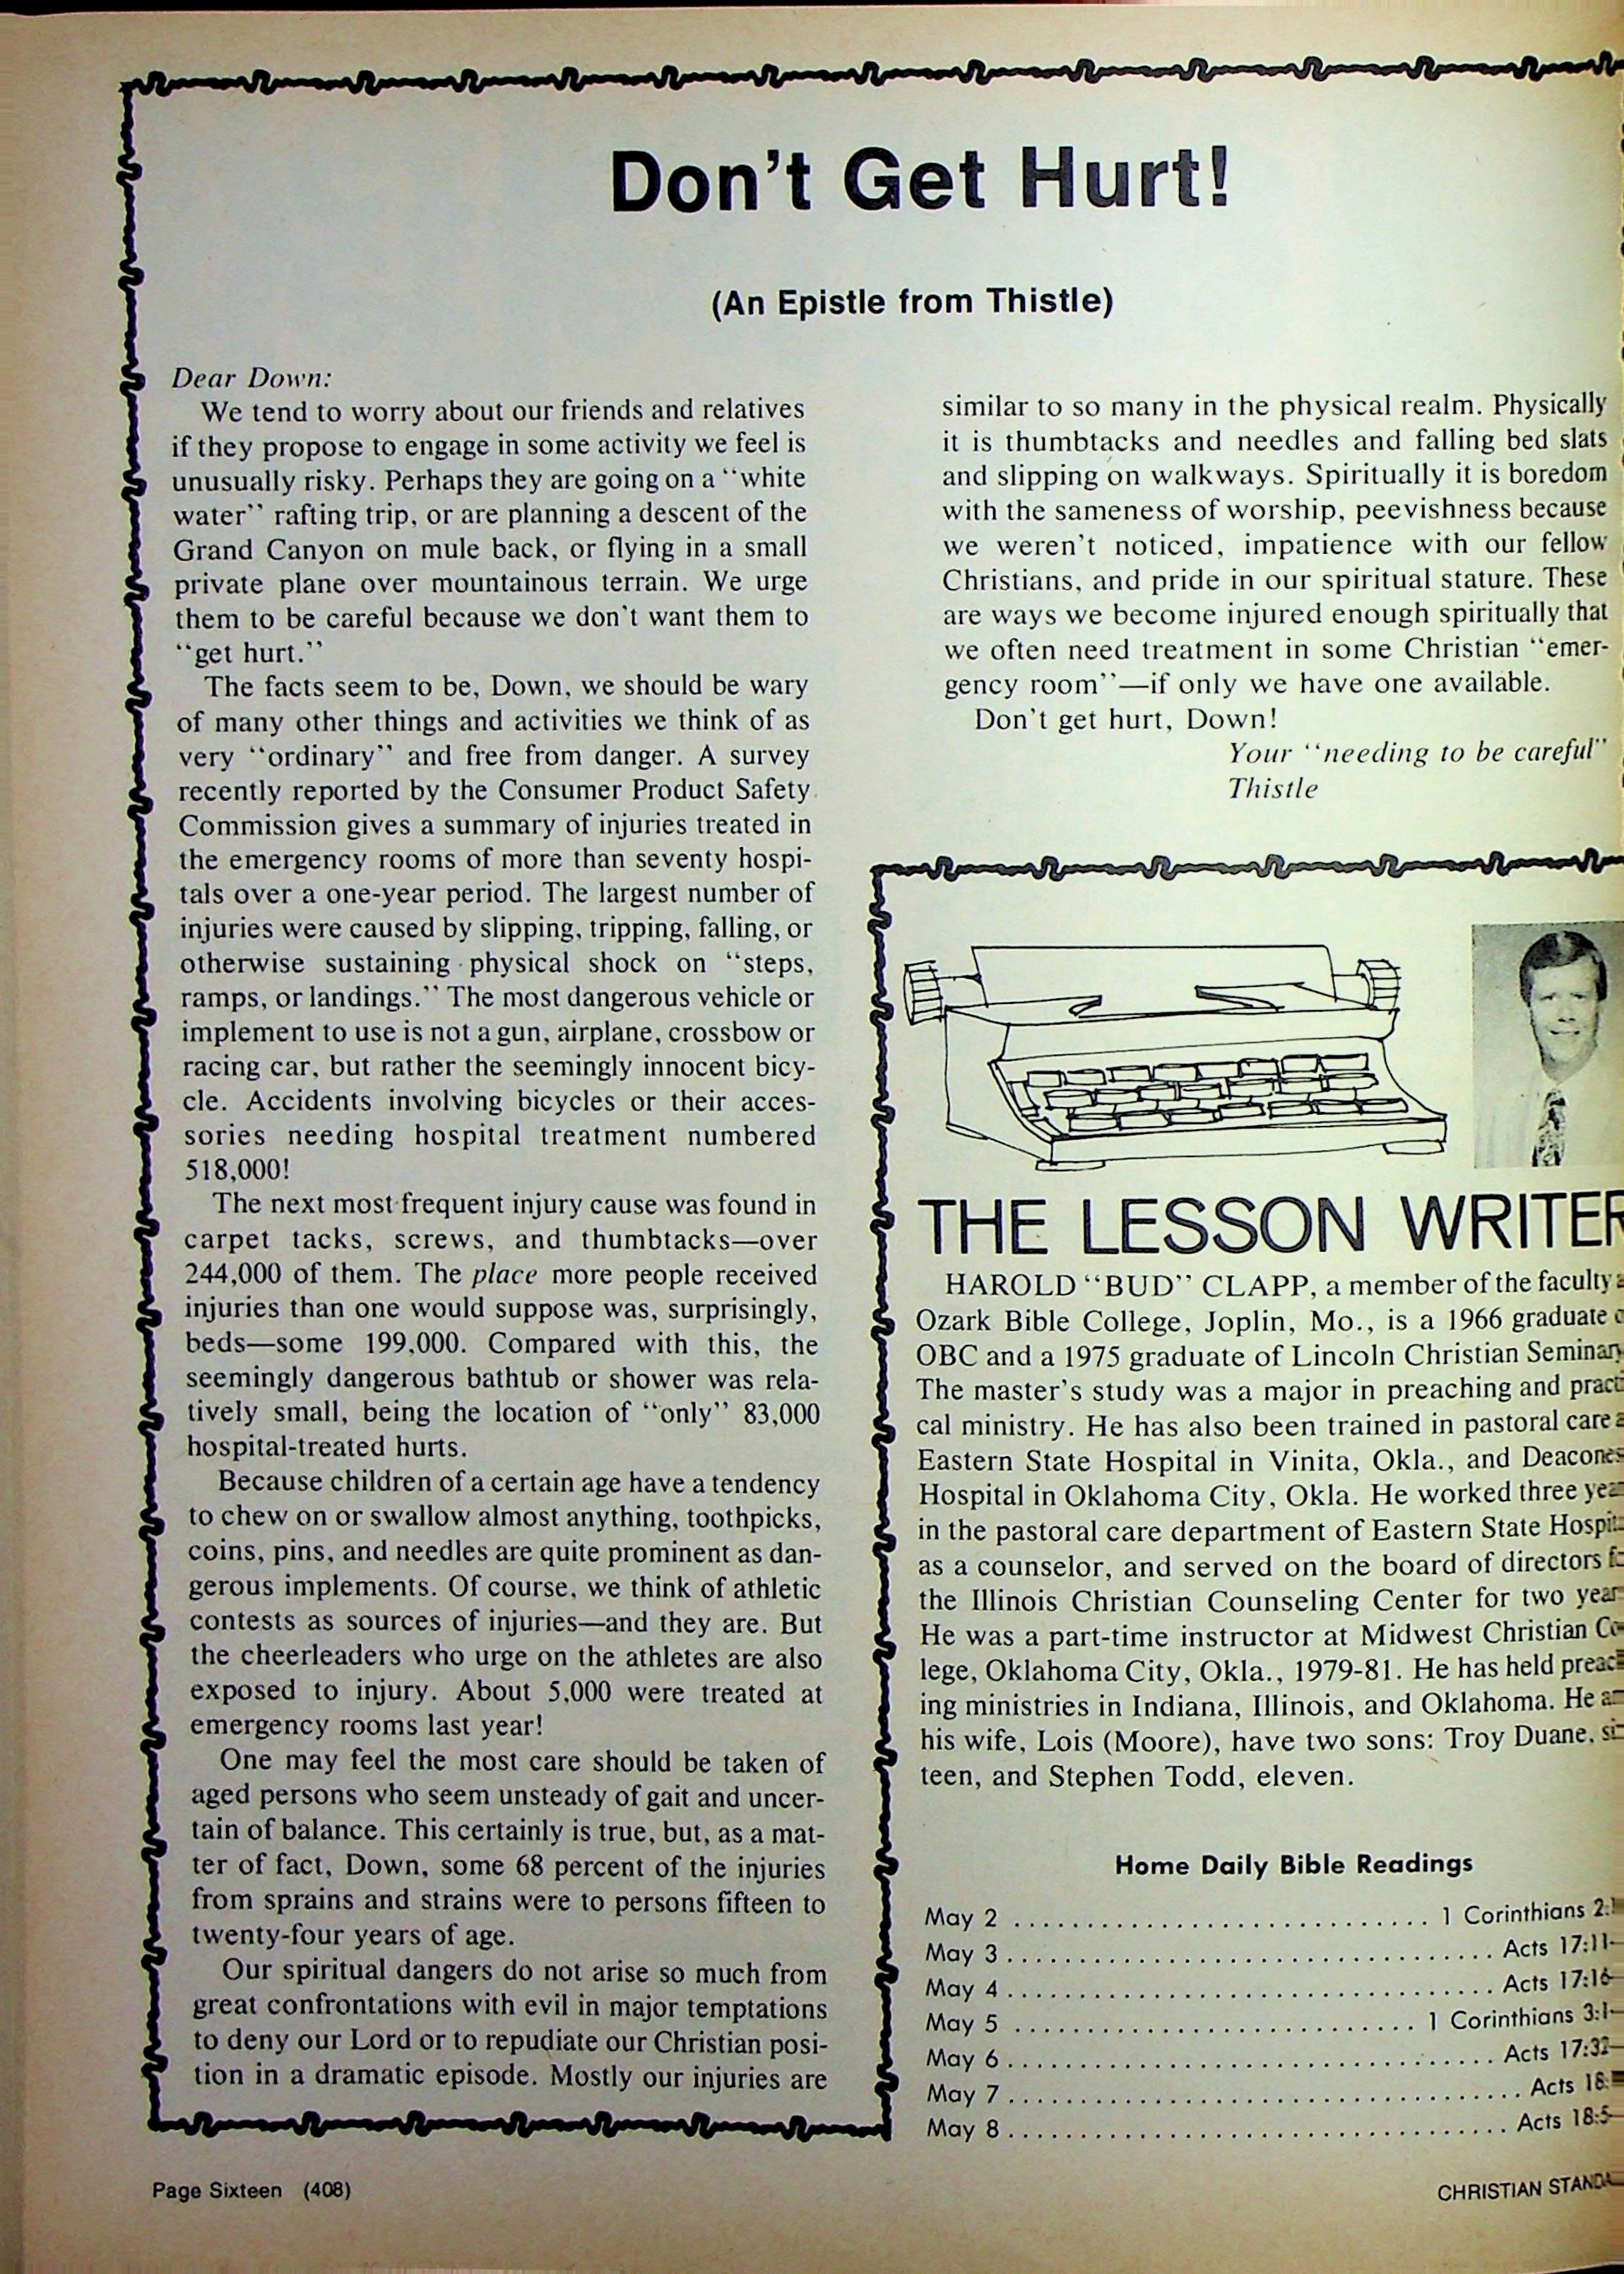 Don't Get Hurt!
(An Epistle from Thistle)
Dear Down:
We tend to worry about our friends and relatives
if they propose to engage in some activity we feel is
unusually risky. Perhaps they are going on a “white
water” rafting trip, or are planning a descent of the
Grand Canyon on mule back, or flying in a small
private plane over mountainous terrain. We urge
them to be careful because we don't want them to
“get hurt.”
The facts seem to be, Down, we should be wary
of many other things and activities we think of as
very “ordinary” and free from danger. A survey
recently reported by the Consumer Product Safety
Commission gives a summary of injuries treated in
the emergency rooms of more than seventy hospi-
tals over a one-year period. The largest number of
injuries were caused by slipping, tripping, falling, or
otherwise sustaining physical shock on “steps,
ramps, or landings.” The most dangerous vehicle or
implement to use is not a gun, airplane, crossbow or
racing car, but rather the seemingly innocent bicy-
cle. Accidents involving bicycles or their acces-
sories needing hospital treatment numbered
518,000!
The next most frequent injury cause was found in
carpet tacks, screws, and thumbtacks—over
244,000 of them. The place more people received
injuries than one would suppose was, surprisingly,
beds—some 199,000. Compared with this, the
seemingly dangerous bathtub or shower was rela-
tively small, being the location of “only” 83,000
hospital-treated hurts.
Because children of a certain age have a tendency
to chew on or swallow almost anything, toothpicks,
coins, pins, and needles are quite prominent as dan-
gerous implements. Of course, we think of athletic
contests as sources of injuries—and they are. But
the cheerleaders who urge on the athletes are also
exposed to injury. About 5,000 were treated at
emergency rooms last year!
One may feel the most care should be taken of
aged persons who seem unsteady of gait and uncer-
tain of balance. This certainly is true, but, as a mat-
ter of fact, Down, some 68 percent of the injuries
from sprains and strains were to persons fifteen to
twenty-four years of age.
Our spiritual dangers do not arise so much from
great confrontations with evil in major temptations
to deny our Lord or to repudiate our Christian posi-
tion in a dramatic episode. Mostly our injuries are
similar to so many in the physical realm. Physically
it is thumbtacks and needles and falling bed slats
and slipping on walkways. Spiritually it is boredom
with the sameness of worship, peevishness because
we weren't noticed, impatience with our fellow
Christians, and pride in our spiritual stature. These
are ways we become injured enough spiritually that
we often need treatment in some Christian “emer-
gency room”—if only we have one available.
Don't get hurt, Down!
Your “needing to be careful”
Thistle
THE LESSON WRITER
HAROLD “BUD” CLAPP, a member of the faculty
Ozark Bible College, Joplin, Mo., is a 1966 graduate
OBC and a 1975 graduate of Lincoln Christian Seminary
The master's study was a major in preaching and practi
cal ministry. He has also been trained in pastoral care
Eastern State Hospital in Vinita, Okla., and Deacones
Hospital in Oklahoma City, Okla. He worked three
in the pastoral care department of Eastern State
as a counselor, and served on the board of directors
the Illinois Christian Counseling Center for two year
He was a part-time instructor at Midwest Christian
lege, Oklahoma City, Okla., 1979-81. He has held preac
ing ministries in Indiana, Illinois, and Oklahoma. He
his wife, Lois (Moore), have two sons: Troy Duane,
teen, and Stephen Todd, eleven.
Home Daily Bible Readings
May 2 .............................. 1 Corinthians 2:
May 3 .................................. Acts 17:11-
May 4 .................................. Acts 17:16
May 5 ............................ 1 Corinthians 3:1-
May 6 .................................. Acts 17:32-
May 7 .................................... Acts 18:
May 8 ................................... Acts 18:5-
Page Sixteen (408)
CHRISTIAN STANDA